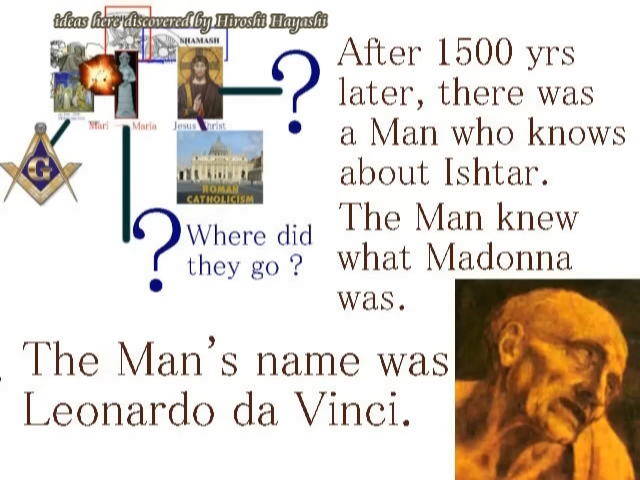 ideas here discovered by Hiroshi Hayashi
SHAMASH
Mari
Maria
Jesus Christ
G
ROMAN
CATHOLICISM
?
After 1500 yrs
later, there was
a Man who knows
about Ishtar.
The Man knew
what Madonna
was.
?
Where did
they go ?
The Man's name was
Leonardo da Vinci.